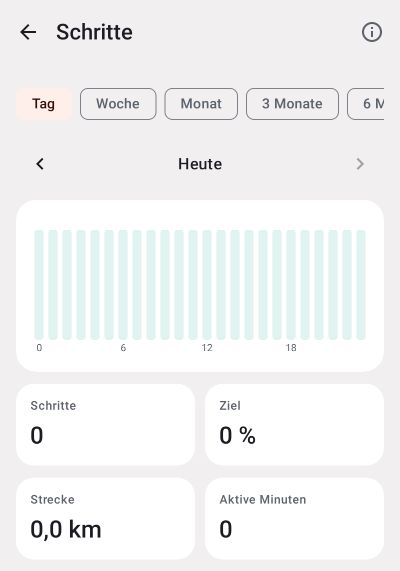 Schritte
Tag Woche Monat 3 Monate 6 M
Heute
0 6 12 18
Schritte Ziel
0 0 %
Strecke Aktive Minuten
0,0 km 0